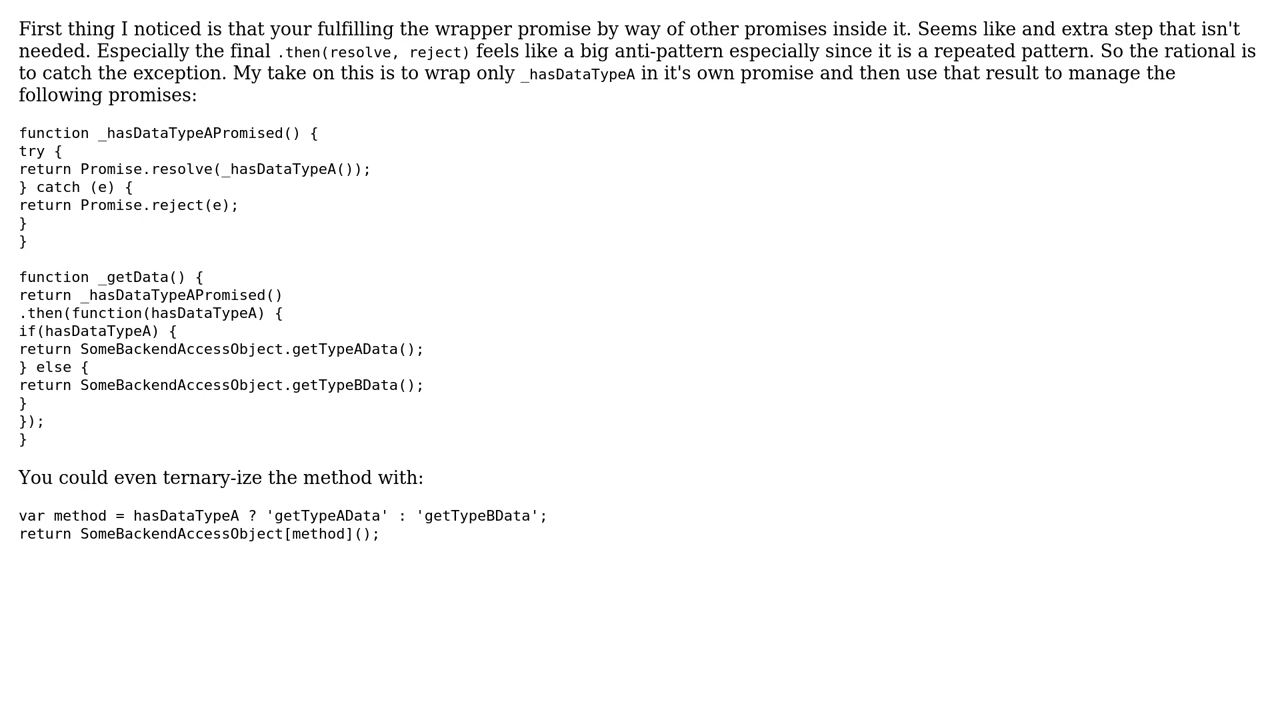 First thing I noticed is that your fulfilling the wrapper promise by way of other promises inside it. Seems like and extra step that isn't
needed. Especially the final .then(resolve, reject) feels like a big anti-pattern especially since it is a repeated pattern. So the rational is
to catch the exception. My take on this is to wrap only _hasDataTypeA in it's own promise and then use that result to manage the
following promises:
function _hasDataTypeAPromised() {
try {
return Promise.resolve(_hasDataTypeA());
} catch (e) {
return Promise.reject(e);
}
}
function _getData() {
return _hasDataTypeAPromised()
.then(function(hasDataTypeA) {
if(hasDataTypeA) {
return SomeBackendAccessObject.getTypeAData();
} else {
return SomeBackendAccessObject.getTypeBData();
}
});
}
You could even ternary-ize the method with:
var method = hasDataTypeA ? 'getTypeAData' : 'getTypeBData';
return SomeBackendAccessObject[method]();